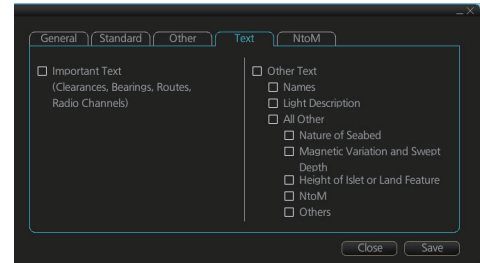 General Standard Other Text NtoM
Important Text
(Clearances, Bearings, Routes,
Radio Channels)
Other Text
Names
Light Description
All Other
Nature of Seabed
Magnetic Variation and Swept
Depth
Height of Islet or Land Feature
NtoM
Others
Close Save